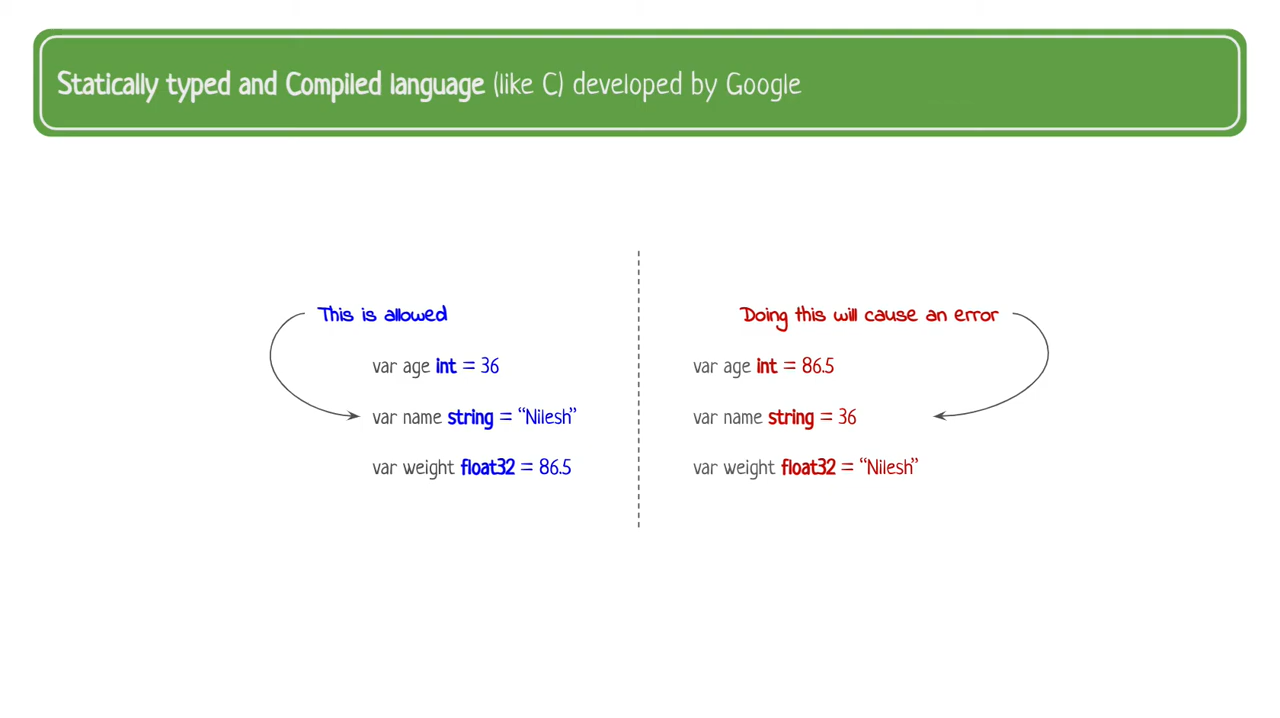 Statically typed and Compiled language (like C) developed by Google
This is allowed
var age int = 36
var name string = “Nilesh”
var weight float32 = 86.5
Doing this will cause an error
var age int = 86.5
var name string = 36
var weight float32 = “Nilesh”